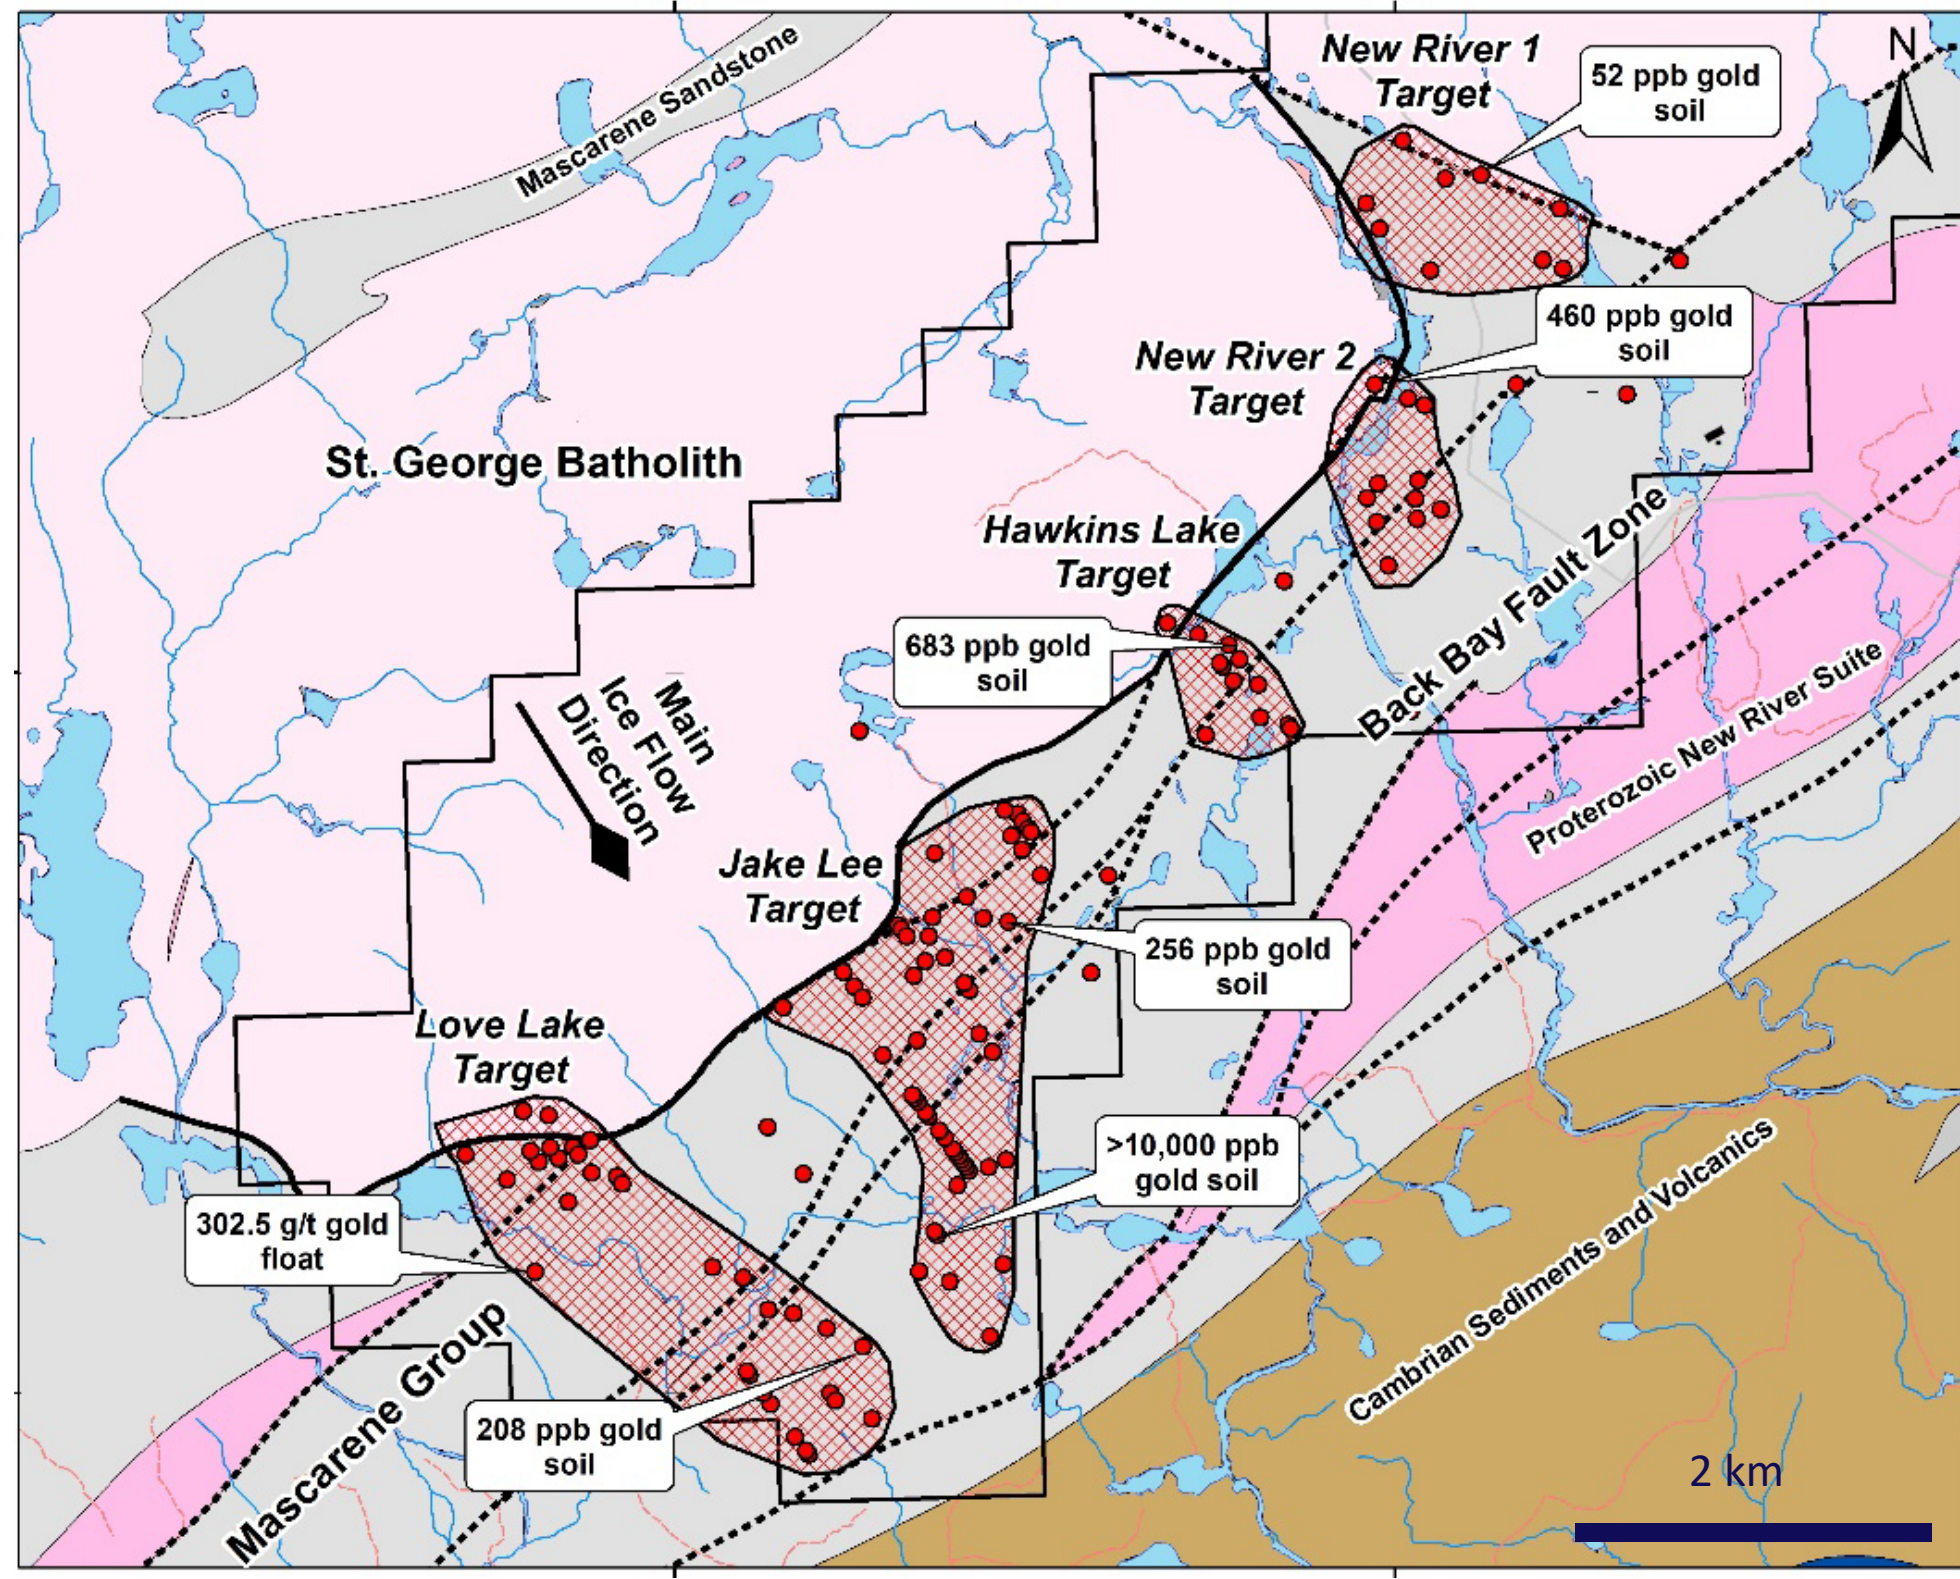 Mascarene Sandstone
New River 1
Target
52 ppb gold
soil
N
460 ppb gold
soil
New River 2
Target
St. George Batholith
Hawkins Lake
Target
683 ppb gold
soil
Back Bay Fault Zone
Main
Ice Flow
Direction
Proterozoic New River Suite
Jake Lee
Target
256 ppb gold
soil
Love Lake
Target
>10,000 ppb
gold soil
302.5 g/t gold
float
Cambrian Sediments and Volcanics
Mascarene Group
208 ppb gold
soil
2 km